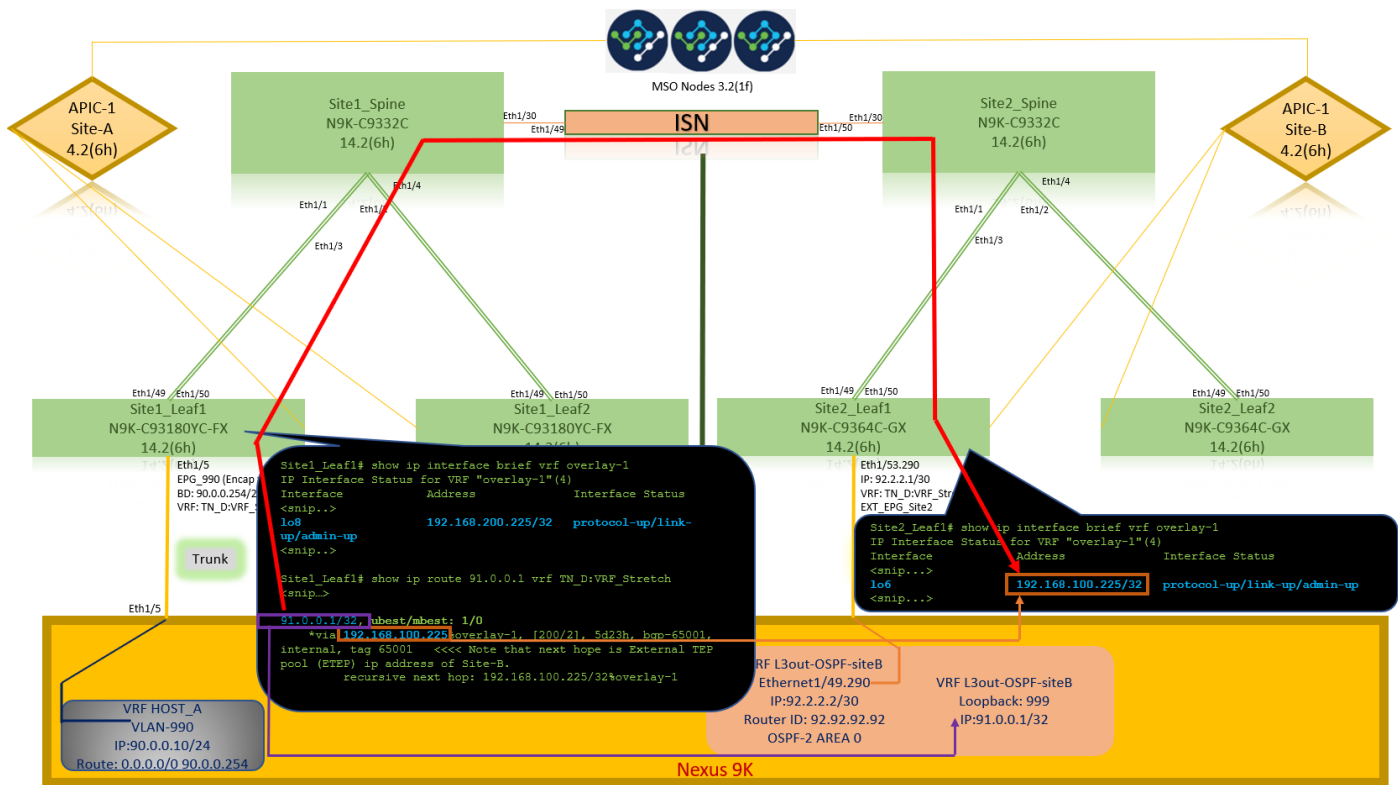 MSO Nodes 3.2(1f)
APIC-1
Site-A
4.2(6h)
Site1_Spine
N9K-C9332C
14.2(6h)
Eth1/30
Eth1/49
ISN
Eth1/30
Eth1/50
Site2_Spine
N9K-C9332C
14.2(6h)
APIC-1
Site-B
4.2(6h)
Eth1/4
Eth1/1
Eth1/3
Eth1/4
Eth1/1
Eth1/2
Eth1/3
Eth1/49
Eth1/50
Eth1/49
Eth1/50
Eth1/49
Eth1/50
Eth1/49
Eth1/50
Site1_Leaf1
N9K-C93180YC-FX
14.2(6h)
Site1_Leaf2
N9K-C93180YC-FX
14.2(6h)
Site2_Leaf1
N9K-C9364C-GX
14.2(6h)
Site2_Leaf2
N9K-C9364C-GX
14.2(6h)
Eth1/5
EPG_990 (Encap
BD: 90.0.0.254/2
VRF: TN_D:VRF_S
Trunk
Eth1/5
Site1_Leaf1# show ip interface brief vrf overlay-1
IP Interface Status for VRF "overlay-1"(4)
Interface Address Interface Status
<snip..>
lo8 192.168.200.225/32 protocol-up/link-
up/admin-up
<snip..>
Site1_Leaf1# show ip route 91.0.0.1 vrf TN_D:VRF_Stretch
<snip…>
91.0.0.1/32, ubest/mbest: 1/0
*via 192.168.100.225%overlay-1, [200/2], 5d23h, bgp-65001,
internal, tag 65001 <<<< Note that next hope is External TEP
pool (ETEP) ip address of Site-B.
recursive next hop: 192.168.100.225/32%overlay-1
Eth1/53.290
IP: 92.2.2.1/30
VRF: TN_D:VRF_Str
EXT_EPG_Site2
Site2_Leaf1# show ip interface brief vrf overlay-1
IP Interface Status for VRF "overlay-1"(4)
Interface Address Interface Status
<snip...>
lo6 192.168.100.225/32 protocol-up/link-up/admin-up
<snip...>
VRF HOST_A
VLAN-990
IP:90.0.0.10/24
Route: 0.0.0.0/0 90.0.0.254
RF L3out-OSPF-siteB
Ethernet1/49.290
IP:92.2.2.2/30
Router ID: 92.92.92.92
OSPF-2 AREA 0
VRF L3out-OSPF-siteB
Loopback: 999
IP:91.0.0.1/32
Nexus 9K